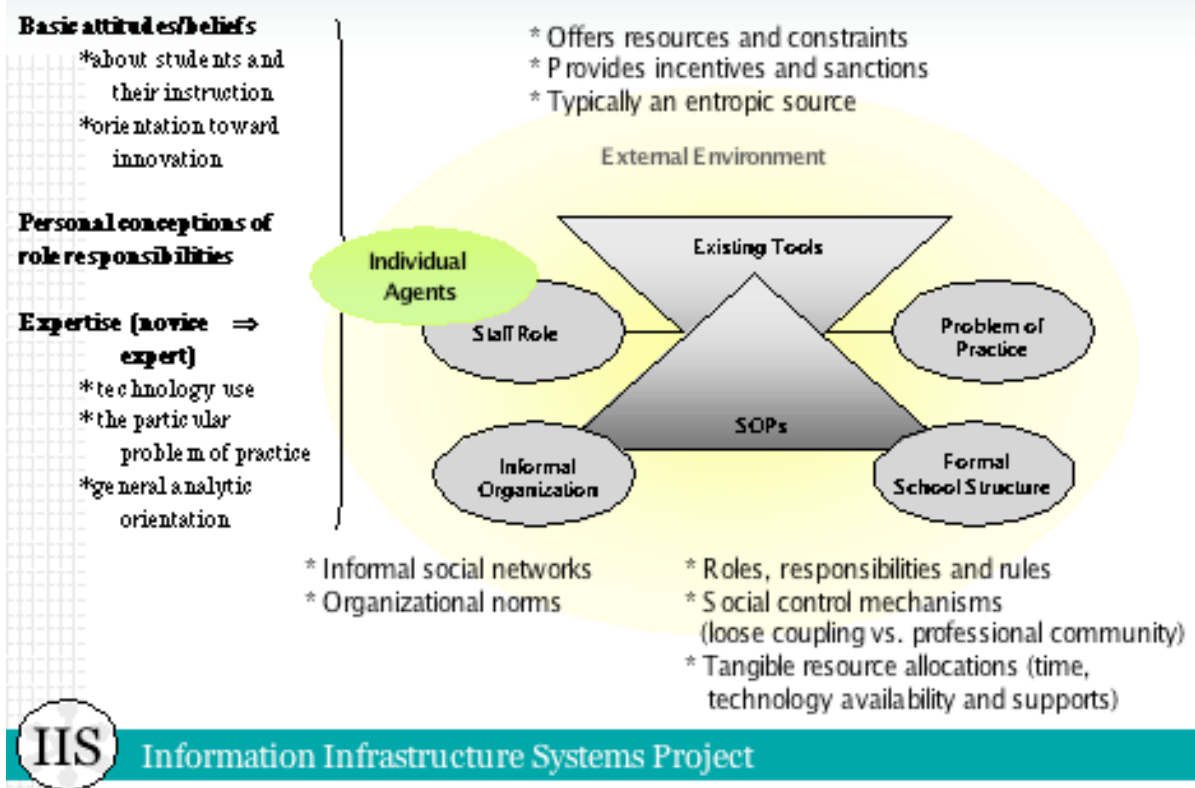 Basic attitudes/beliefs
*about students and
their instruction
*orientation toward
innovation
Personal conceptions of
role responsibilities
Expertise (novice ⇒
expert)
*technology use
*the particular
problem of practice
*general analytic
orientation
* Offers resources and constraints
* Provides incentives and sanctions
* Typically an entropic source
External Environment
Existing Tools
Individual
Agents
Staff Role
Problem of
Practice
SOPs
Informal
Organization
Formal
School Structure
* Informal social networks
* Organizational norms
* Roles, responsibilities and rules
* Social control mechanisms
(loose coupling vs. professional community)
* Tangible resource allocations (time,
technology availability and supports)
IIS
Information Infrastructure Systems Project